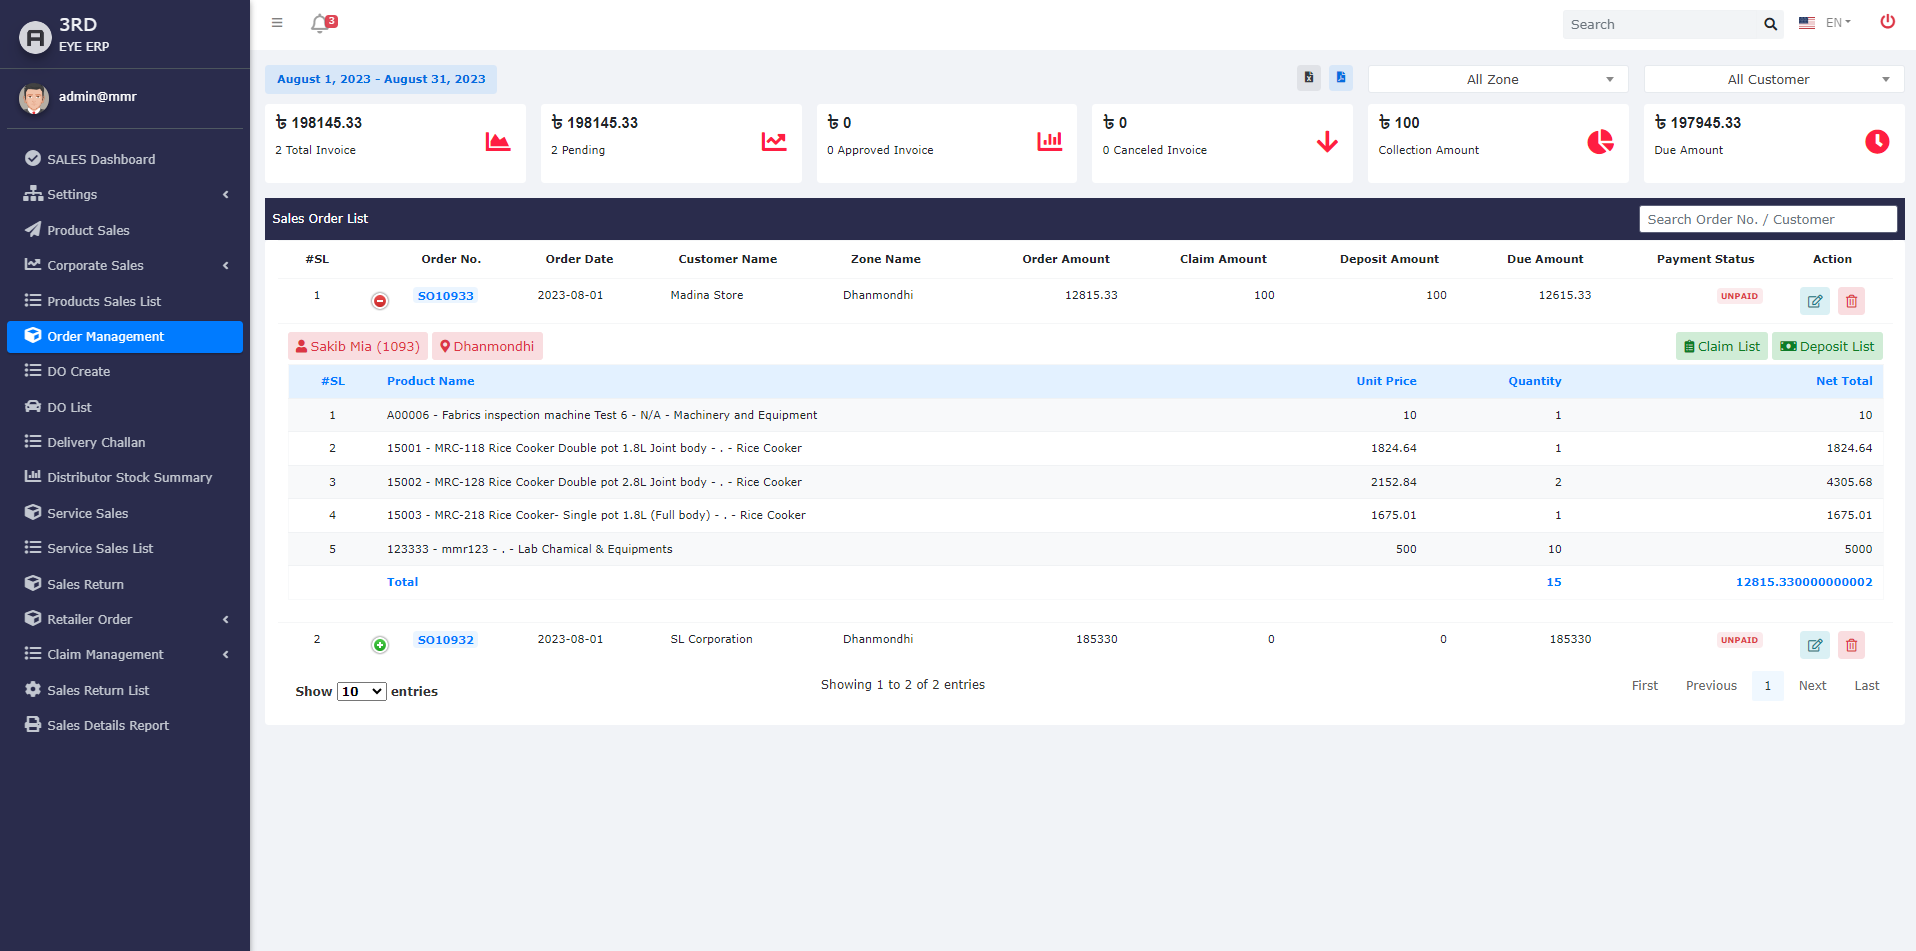 3RD
EYE ERP
3
Search
EN
admin@mmr
SALES Dashboard
Settings
Product Sales
Corporate Sales
Products Sales List
Order Management
DO Create
DO List
Delivery Challan
Distributor Stock Summary
Service Sales
Service Sales List
Sales Return
Retailer Order
Claim Management
Sales Return List
Sales Details Report
August 1, 2023 - August 31, 2023
All Zone
All Customer
৳ 198145.33
2 Total Invoice
৳ 198145.33
2 Pending
৳ 0
0 Approved Invoice
৳ 0
0 Canceled Invoice
৳ 100
Collection Amount
৳ 197945.33
Due Amount
Sales Order List
Search Order No. / Customer
#SL Order No. Order Date Customer Name Zone Name Order Amount Claim Amount Deposit Amount Due Amount Payment Status Action
1 SO10933 2023-08-01 Madina Store Dhanmondhi 12815.33 100 100 12615.33 UNPAID
Sakib Mia (1093) Dhanmondhi Claim List Deposit List
#SL Product Name Unit Price Quantity Net Total
1 A00006 - Fabrics inspection machine Test 6 - N/A - Machinery and Equipment 10 1 10
2 15001 - MRC-118 Rice Cooker Double pot 1.8L Joint body - . - Rice Cooker 1824.64 1 1824.64
3 15002 - MRC-128 Rice Cooker Double pot 2.8L Joint body - . - Rice Cooker 2152.84 2 4305.68
4 15003 - MRC-218 Rice Cooker- Single pot 1.8L (Full body) - . - Rice Cooker 1675.01 1 1675.01
5 123333 - mmr123 - . - Lab Chamical & Equipments 500 10 5000
Total 15 12815.330000000002
2 SO10932 2023-08-01 SL Corporation Dhanmondhi 185330 0 0 185330 UNPAID
Show 10 entries
Showing 1 to 2 of 2 entries
First Previous 1 Next Last